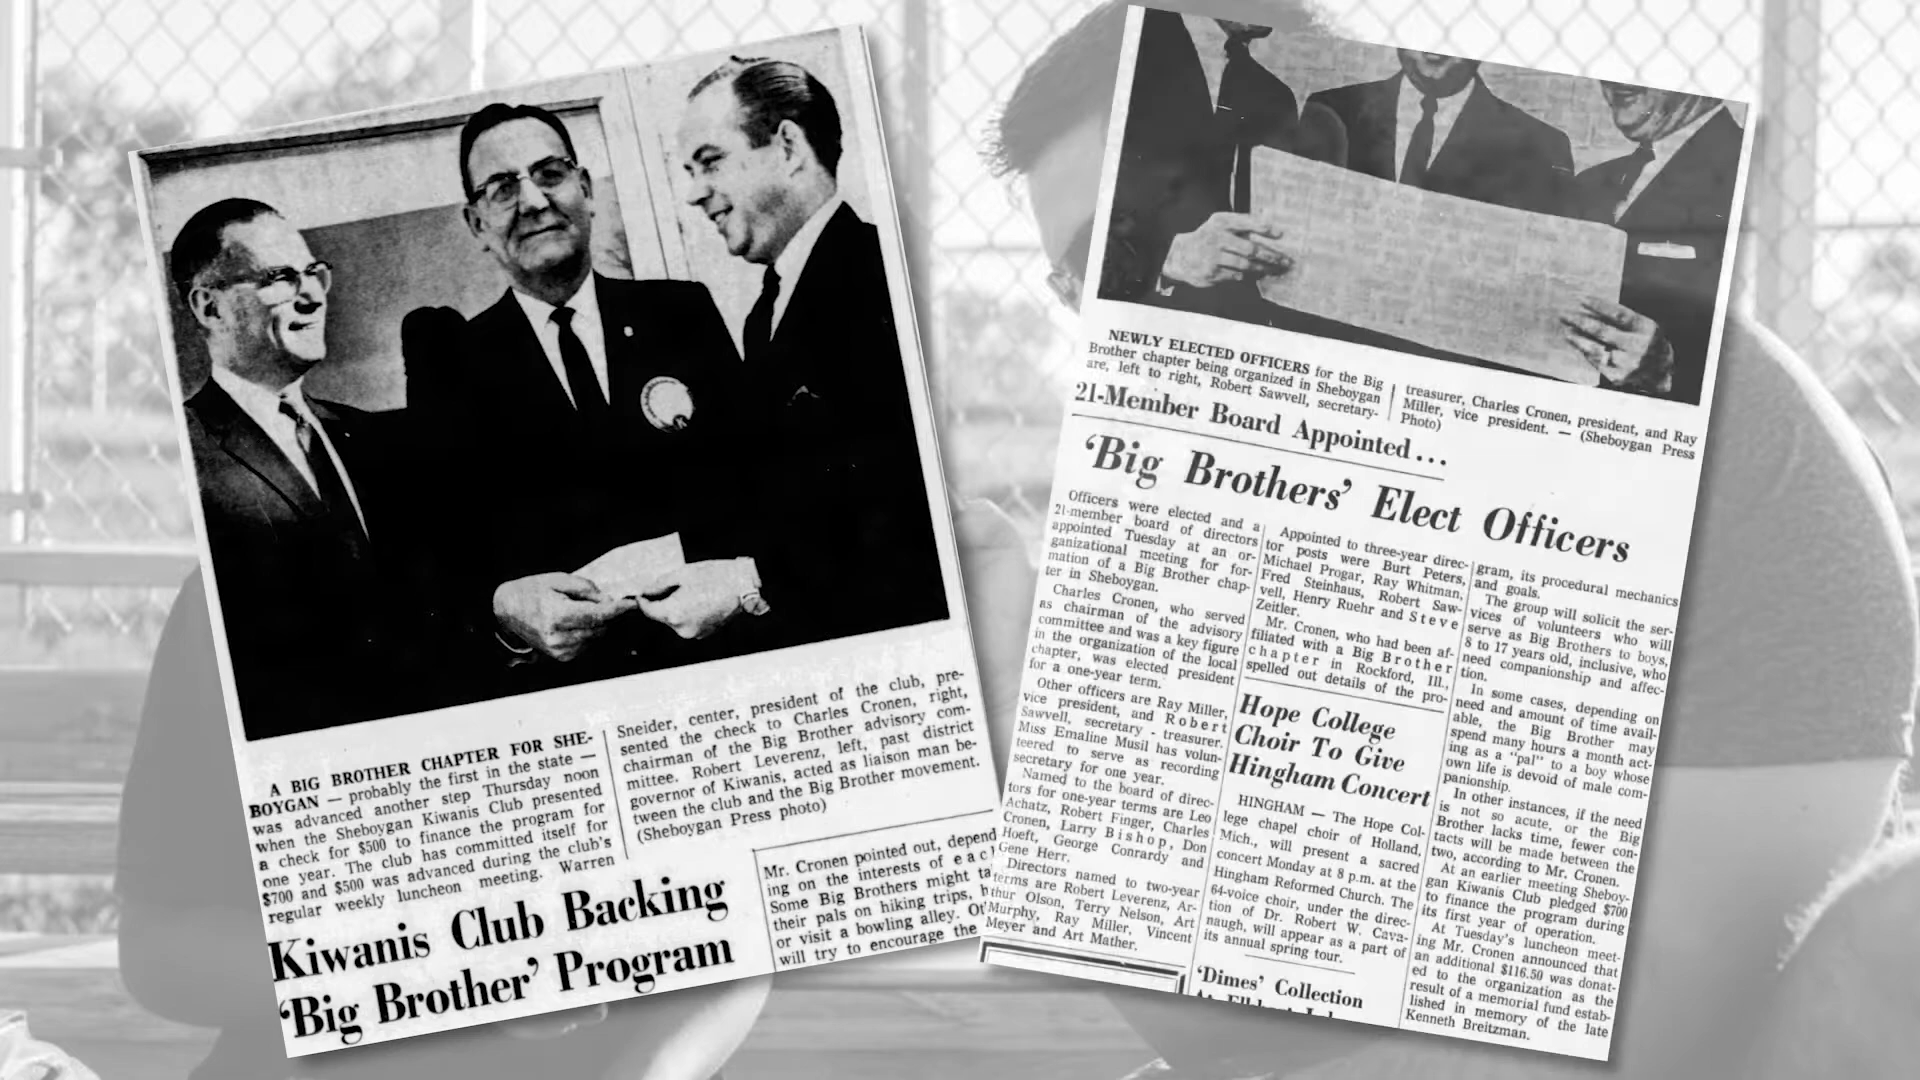 A BIG BROTHER CHAPTER FOR SHE-
BOYGAN — probably the first in the state —
was advanced another step Thursday noon
when the Sheboygan Kiwanis Club presented
a check for $500 to finance the program for
one year. The club has committed itself for
$700 and $500 was advanced during the club's
regular weekly luncheon meeting. Warren
Sneider, center, president of the club, pre-
sented the check to Charles Cronen, right,
chairman of the Big Brother advisory com-
mittee. Robert Leverenz, left, past district
governor of Kiwanis, acted as liaison man be-
tween the club and the Big Brother movement.
(Sheboygan Press photo)
Kiwanis Club Backing
'Big Brother' Program
Mr. Cronen pointed out, depend
ing on the interests of eac
Some Big Brothers might ta
their pals on hiking trips,
or visit a bowling alley.
will try to encourage the
NEWLY ELECTED OFFICERS for the Big
Brother chapter being organized in Sheboygan
are, left to right, Robert Sawvell, secretary-
treasurer, Charles Cronen, president, and Ray
Miller, vice president. — (Sheboygan Press
Photo)
21-Member Board Appointed . . .
'Big Brothers' Elect Officers
Officers were elected and a
21-member board of directors
appointed Tuesday at an or-
ganizational meeting for for-
mation of a Big Brother chap-
ter in Sheboygan.
Charles Cronen, who served
as chairman of the advisory
committee and was a key figure
in the organization of the local
chapter, was elected president
for a one-year term.
Other officers are Ray Miller,
vice president, and Robert
Sawvell, secretary - treasurer.
Miss Emaline Musil has volun-
teered to serve as recording
secretary for one year.
Named to the board of direc-
tors for one-year terms are Leo
Achatz, Robert Finger, Charles
Cronen, Larry Bishop, Don
Hoeft, George Conrardy and
Gene Herr.
Directors named to two-year
terms are Robert Leverenz, Ar-
thur Olson, Terry Nelson, Art
Murphy, Ray Miller, Vincent
Meyer and Art Mather.
Appointed to three-year direc-
tor posts were Burt Peters,
Michael Progar, Ray Whitman,
Fred Steinhaus, Robert Saw-
vell, Henry Ruehr and Steve
Zeitler.
Mr. Cronen, who had been af-
filiated with a Big Brother
chapter in Rockford, Ill.,
spelled out details of the pro-
gram, its procedural mechanics
and goals.
The group will solicit the ser-
vices of volunteers who will
serve as Big Brothers to boys,
8 to 17 years old, inclusive, who
need companionship and affec-
tion.
In some cases, depending on
need and amount of time avail-
able, the Big Brother may
spend many hours a month act-
ing as a "pal" to a boy whose
own life is devoid of male com-
panionship.
In other instances, if the need
is not so acute, or the Big
Brother lacks time, fewer con-
tacts will be made between the
two, according to Mr. Cronen.
At an earlier meeting Sheboy-
gan Kiwanis Club pledged $700
to finance the program during
its first year of operation.
At Tuesday's luncheon meet-
ing Mr. Cronen announced that
an additional $116.50 was donat-
ed to the organization as the
result of a memorial fund estab-
lished in memory of the late
Kenneth Breitzman.
Hope College
Choir To Give
Hingham Concert
HINGHAM — The Hope Col-
lege chapel choir of Holland,
Mich., will present a sacred
concert Monday at 8 p.m. at the
Hingham Reformed Church. The
64-voice choir, under the direc-
tion of Dr. Robert W. Cava-
naugh, will appear as a part of
its annual spring tour.
'Dimes' Collection